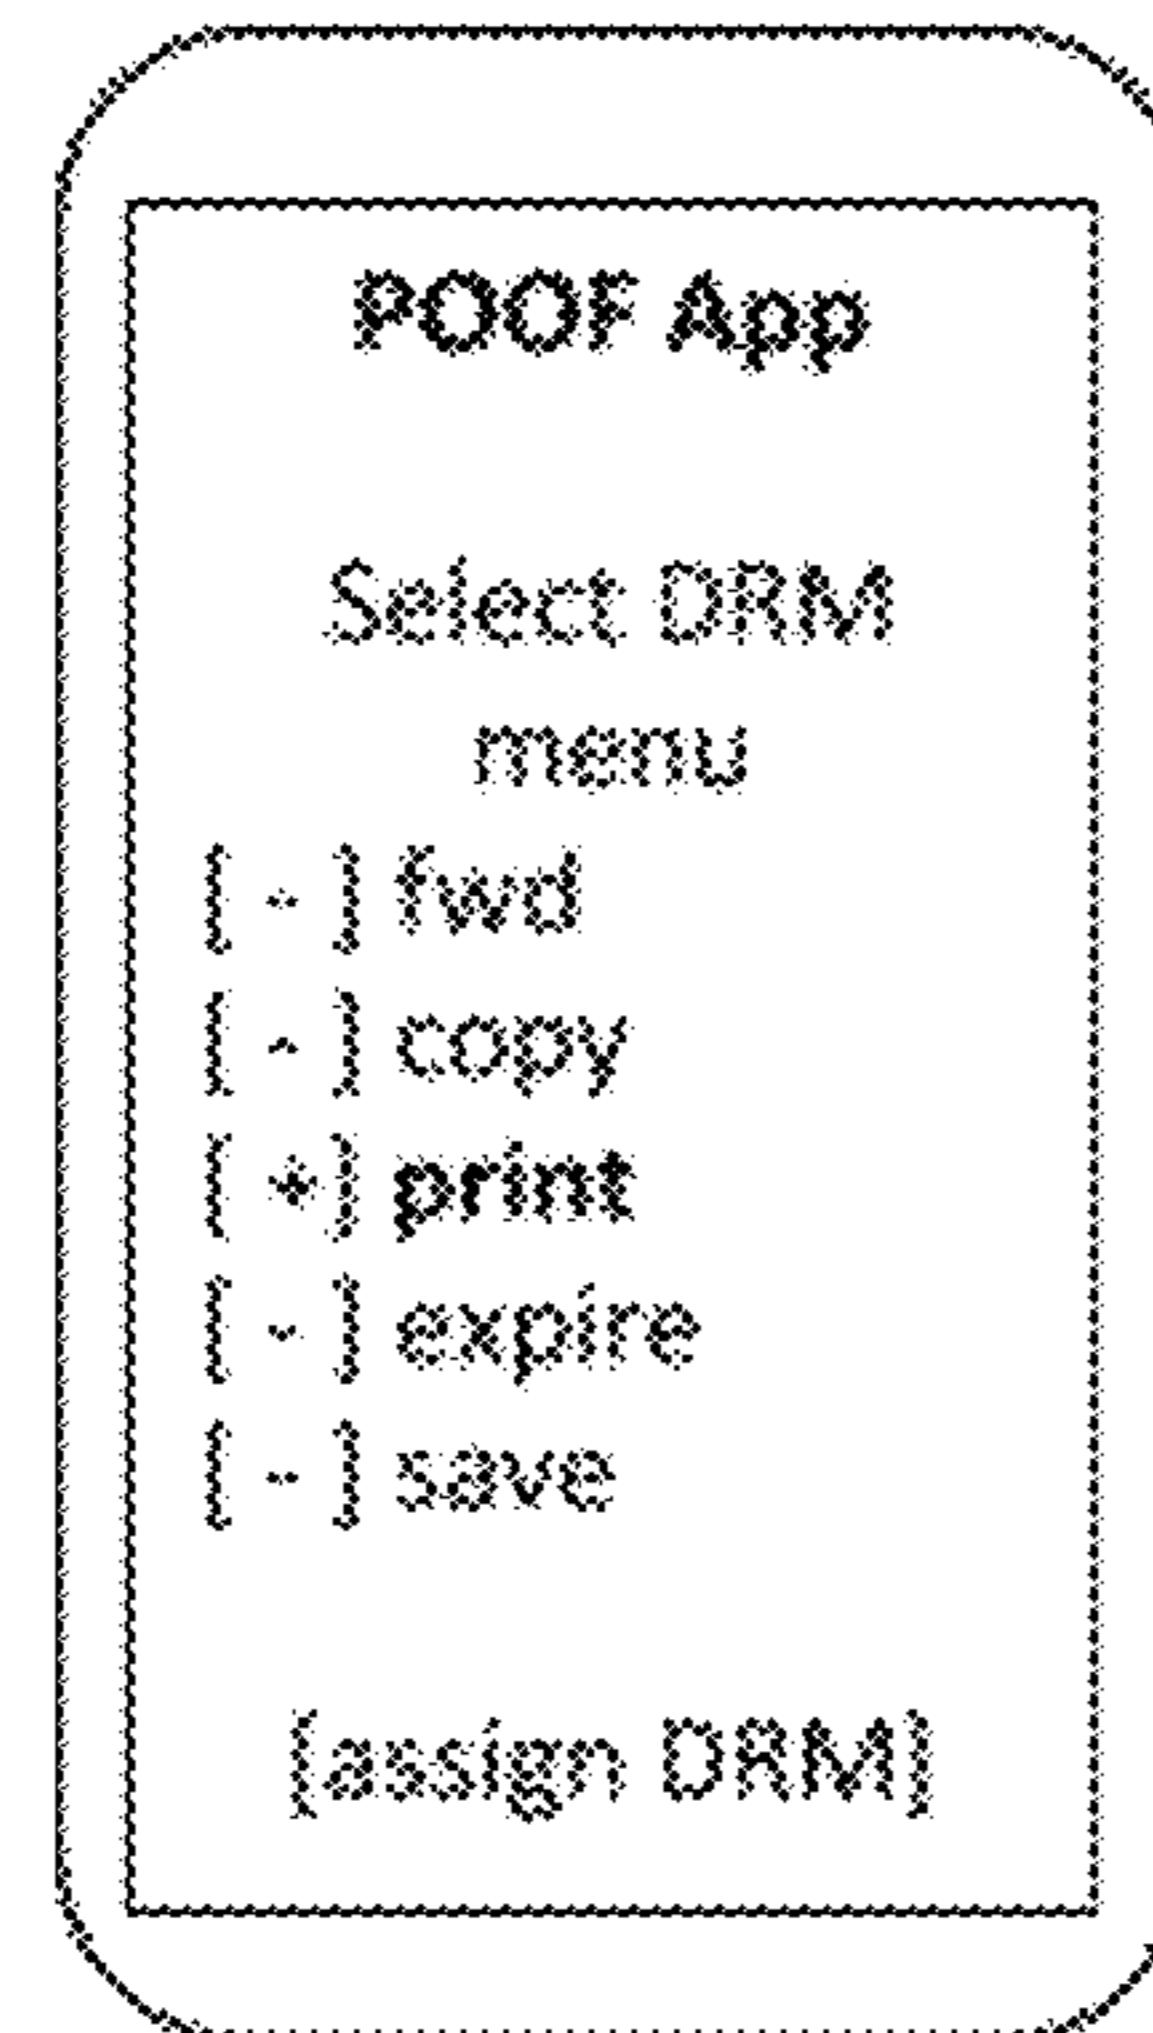 POOF App
Select DRM
menu
[ - ] fwd
[ - ] copy
[ *] print
[ - ] expire
[ - ] save
[assign DRM]